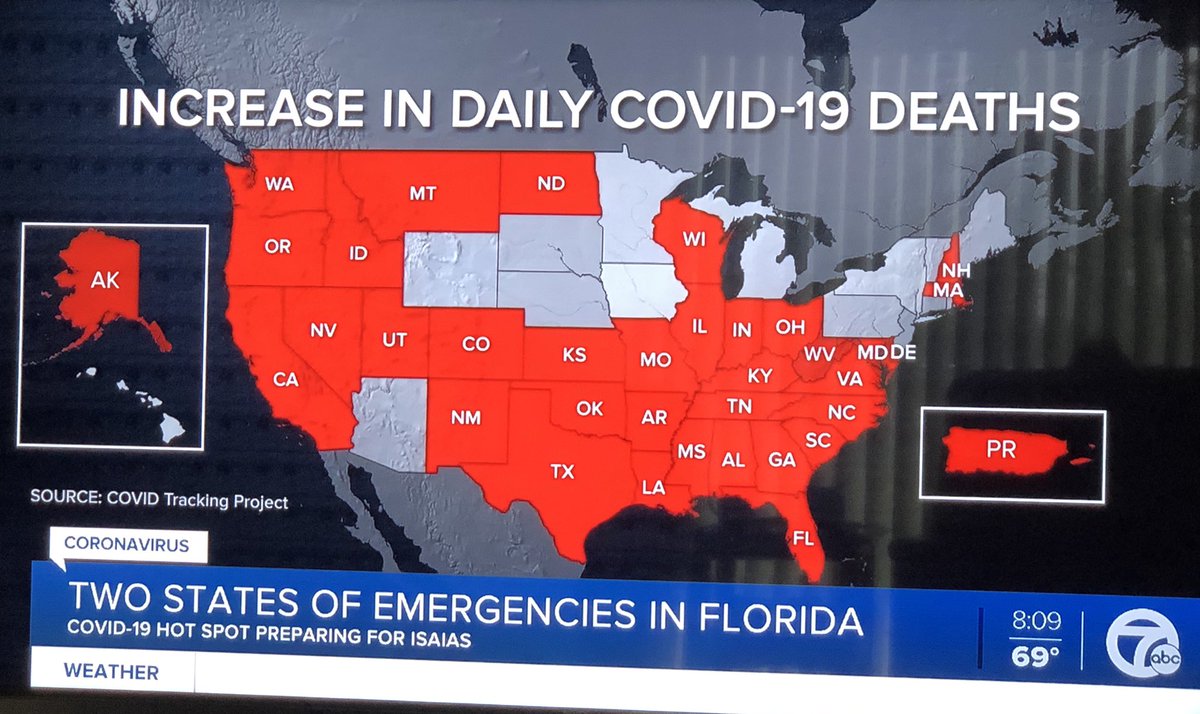 INCREASE IN DAILY COVID-19 DEATHS
WA
MT
ND
OR
ID
WI
NH
MA
AK
NV
UT
CO
CA
KS
MO
IL
IN
OH
WV
MD DE
KY
VA
NM
OK
AR
TN
NC
TX
LA
MS
AL
GA
SC
FL
PR
SOURCE: COVID Tracking Project
CORONAVIRUS
TWO STATES OF EMERGENCIES IN FLORIDA
COVID-19 HOT SPOT PREPARING FOR ISAIAS
8:09
69°
7 abc
WEATHER